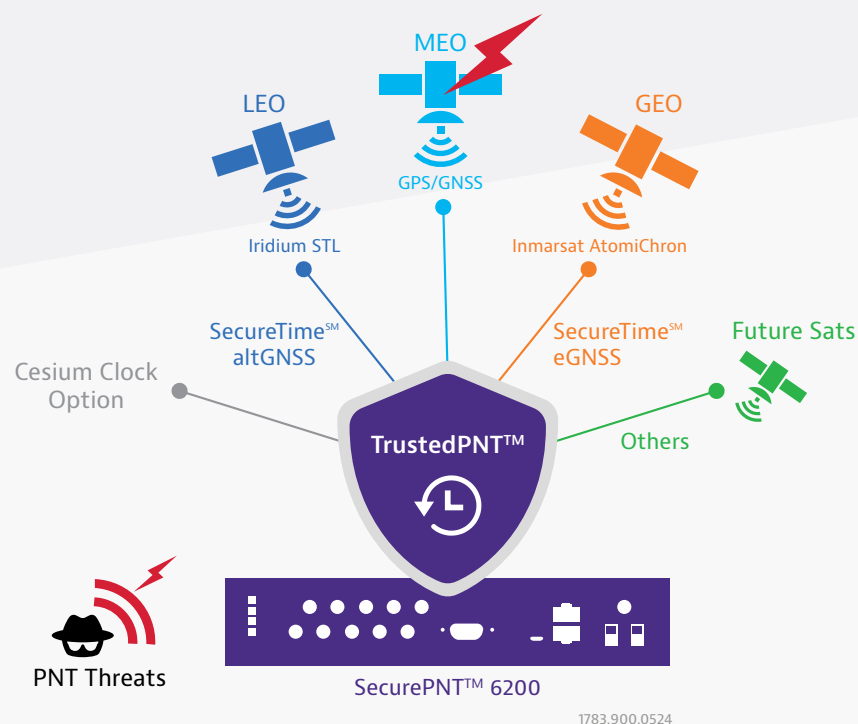 MEO
LEO
GEO
GPS/GNSS
Iridium STL
Inmarsat AtomiChron
SecureTime℠
altGNSS
SecureTime℠
eGNSS
Future Sats
Cesium Clock
Option
Others
TrustedPNT™
PNT Threats
SecurePNT™ 6200
1783.900.0524